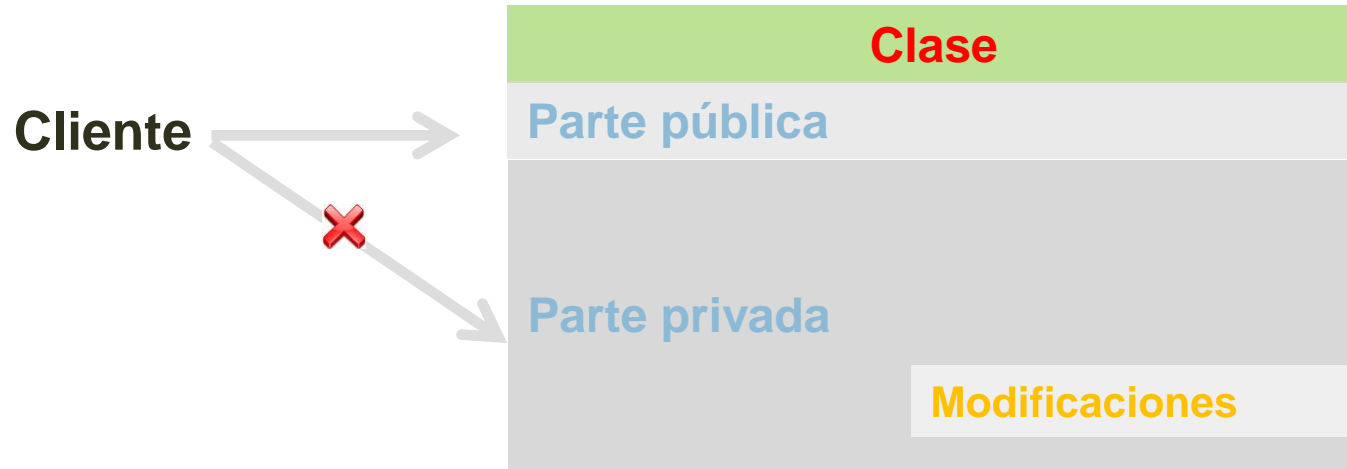 Clase
Cliente
Parte pública
Parte privada
Modificaciones